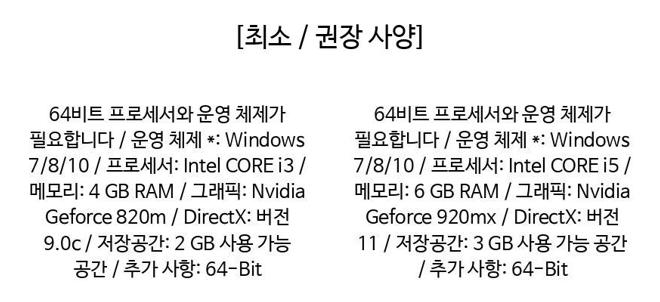 [최소 / 권장 사양]
64비트 프로세서와 운영 체제가
필요합니다 / 운영 체제 *: Windows
7/8/10 / 프로세서: Intel CORE i3 /
메모리: 4 GB RAM / 그래픽: Nvidia
Geforce 820m / DirectX: 버전
9.0c / 저장공간: 2 GB 사용 가능
공간 / 추가 사항: 64-Bit
64비트 프로세서와 운영 체제가
필요합니다 / 운영 체제 *: Windows
7/8/10 / 프로세서: Intel CORE i5 /
메모리: 6 GB RAM / 그래픽: Nvidia
Geforce 920mx / DirectX: 버전
11 / 저장공간: 3 GB 사용 가능 공간
/ 추가 사항: 64-Bit